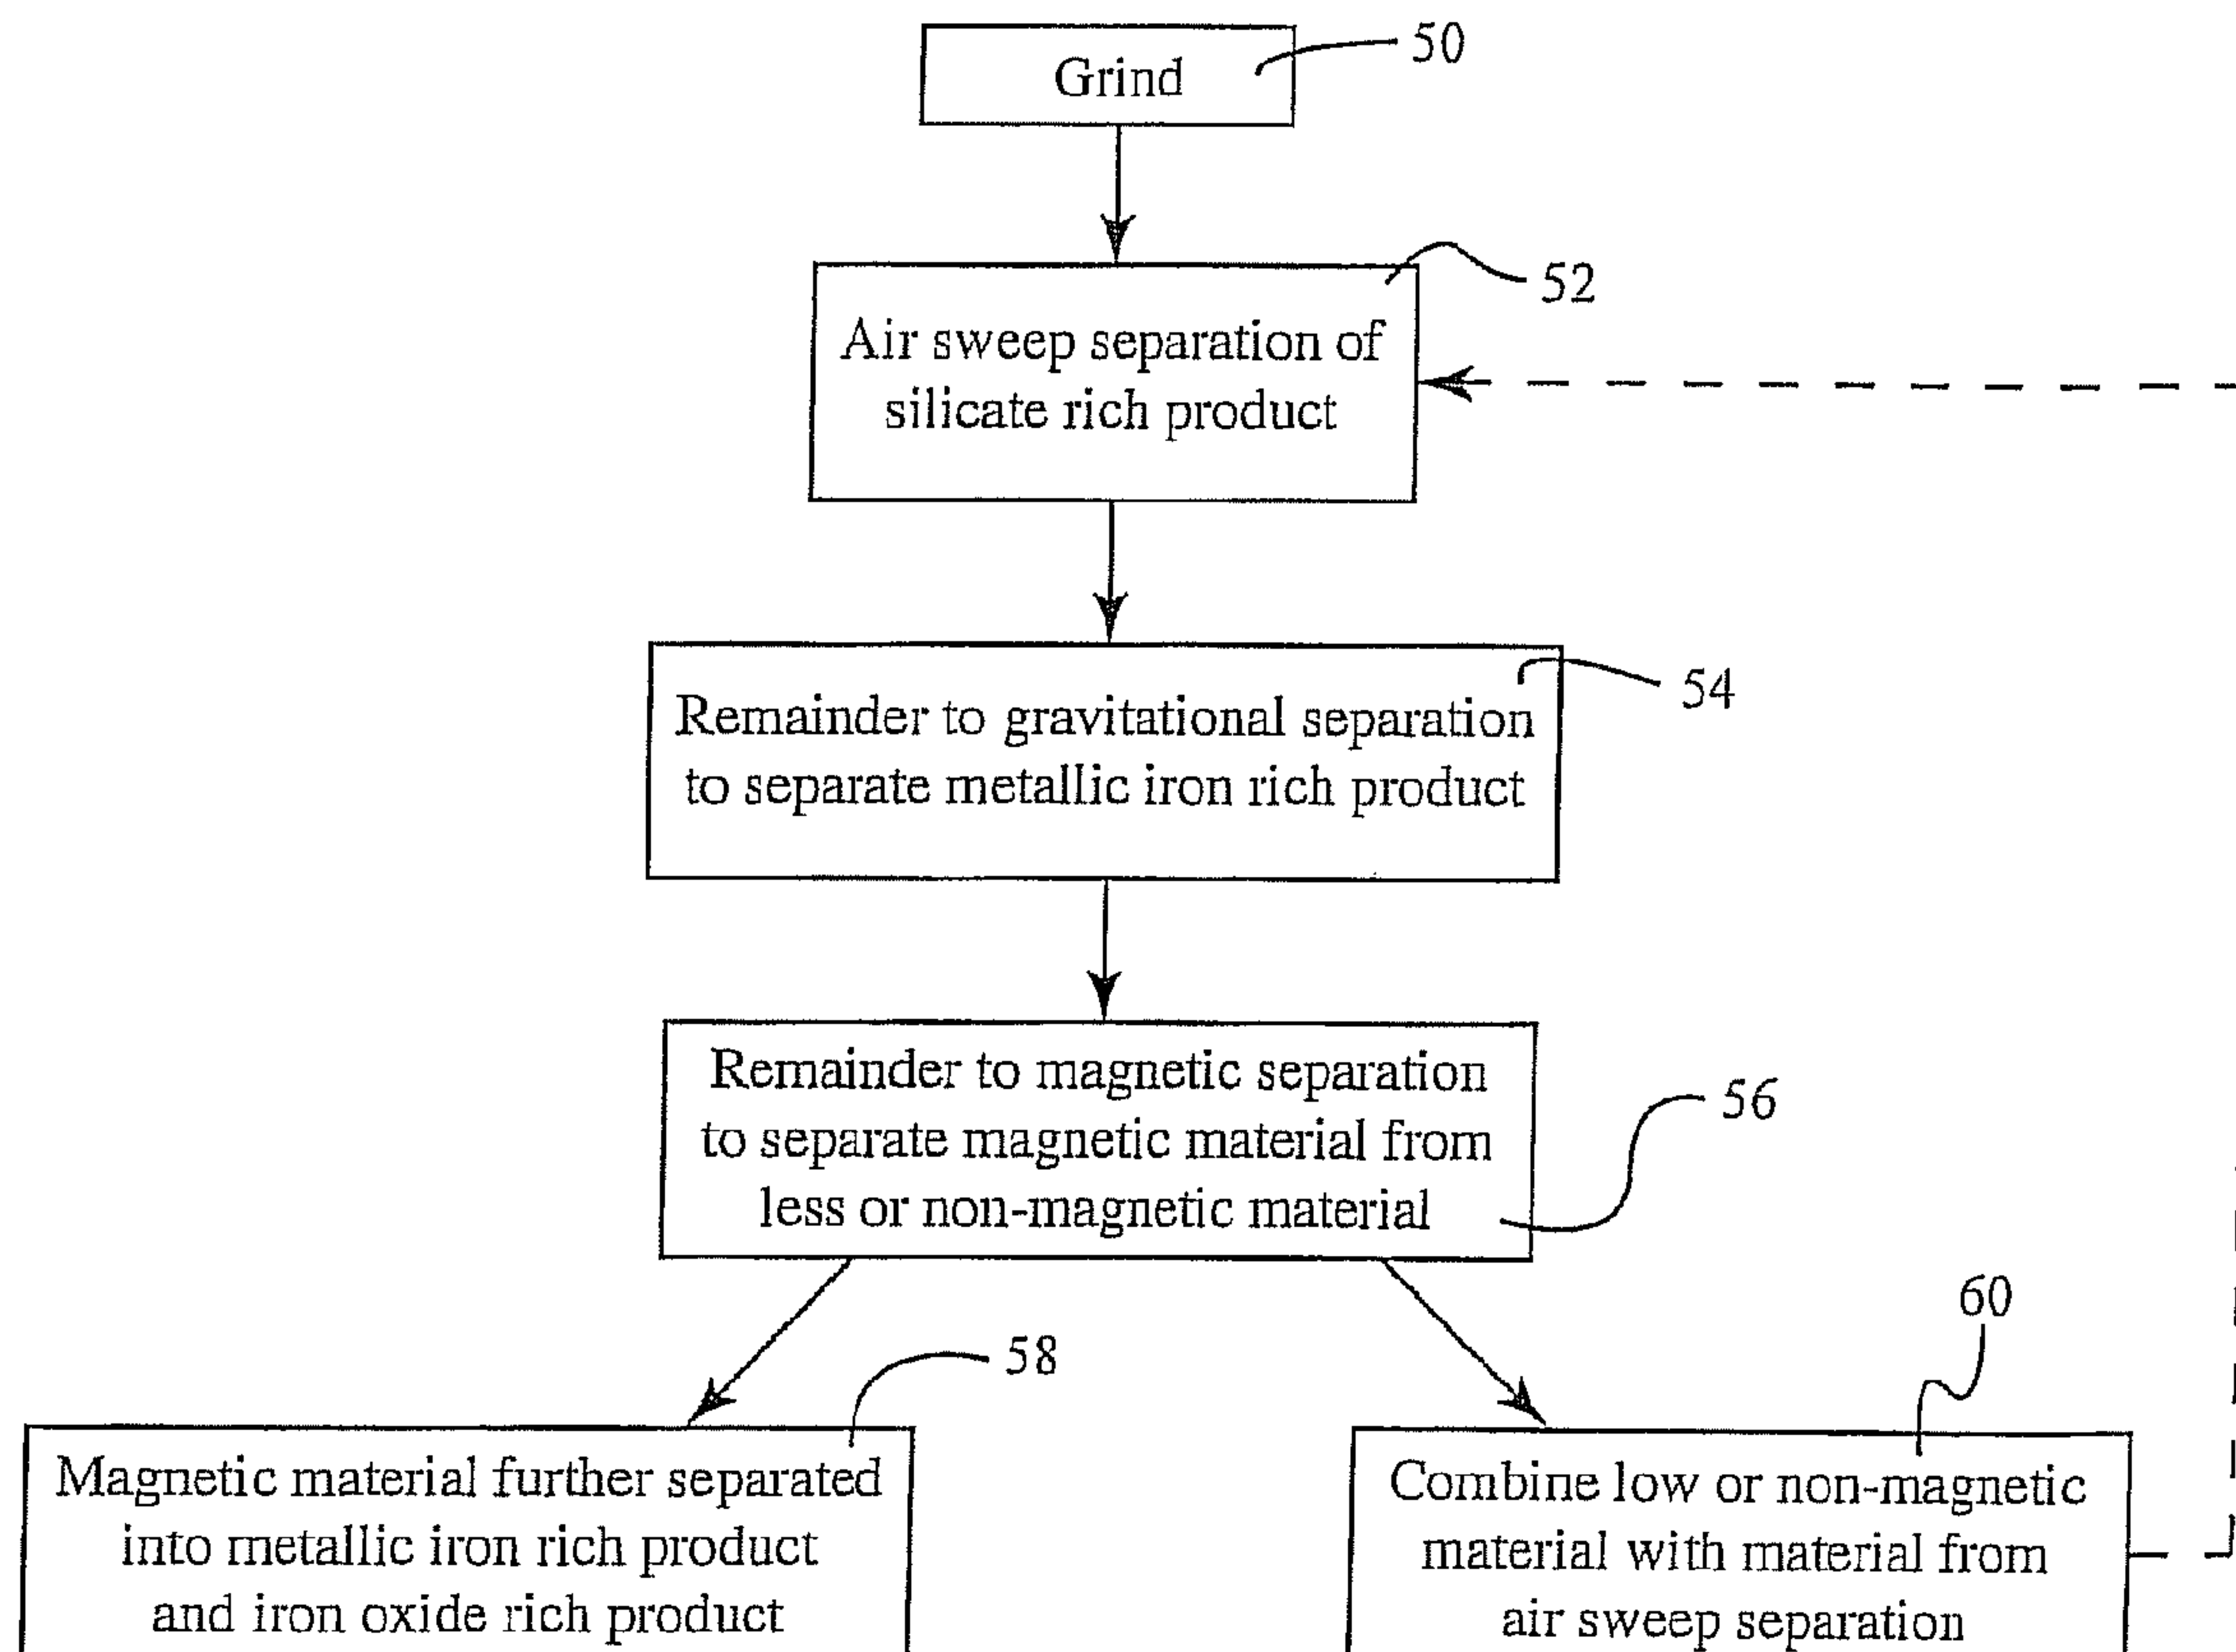 Grind
50
Air sweep separation of
silicate rich product
52
Remainder to gravitational separation
to separate metallic iron rich product
54
Remainder to magnetic separation
to separate magnetic material from
less or non-magnetic material
56
Magnetic material further separated
into metallic iron rich product
and iron oxide rich product
58
Combine low or non-magnetic
material with material from
air sweep separation
60